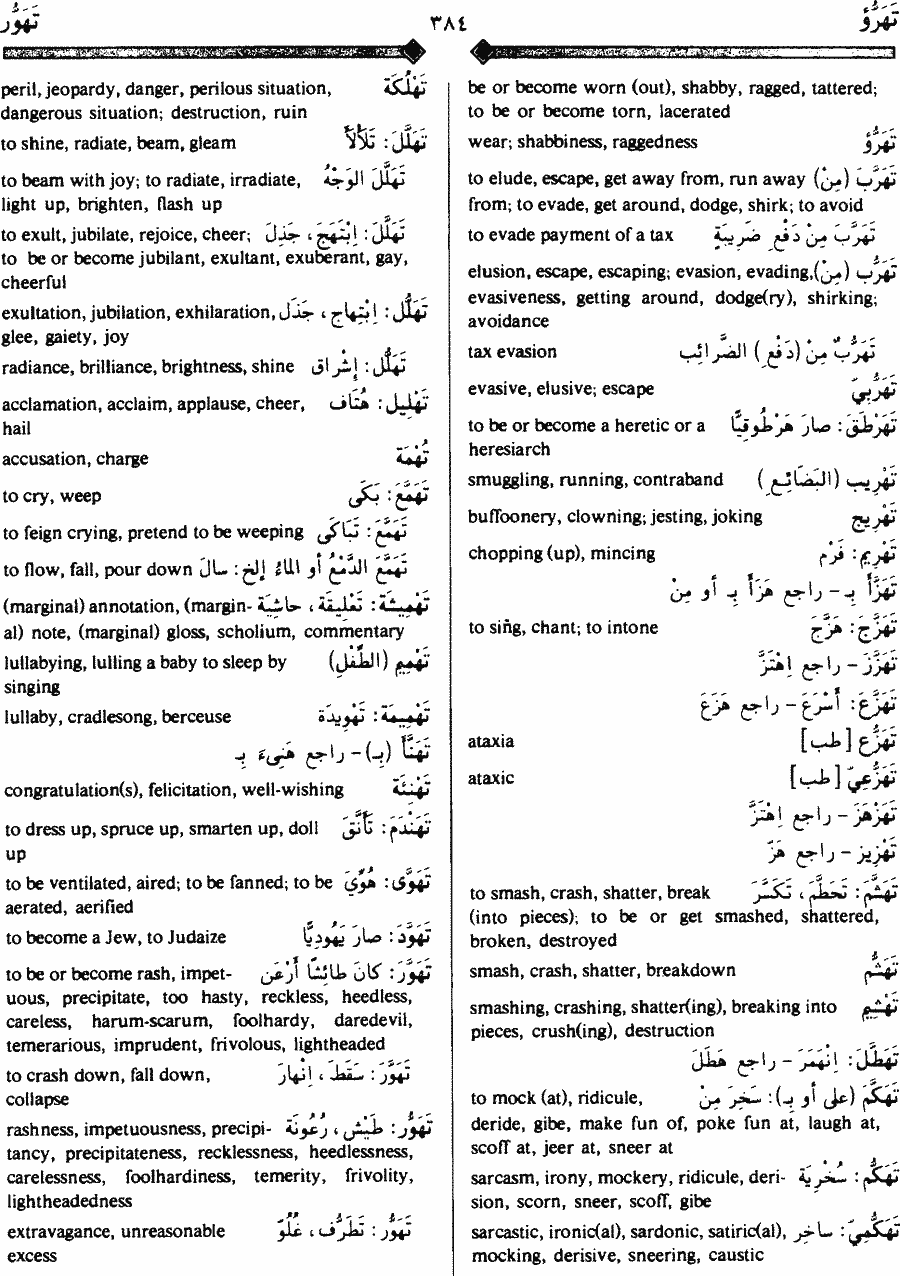 تَهَرُّؤ
٣٨٤
تَهَوُّر
be or become worn (out), shabby, ragged, tattered;
to be or become torn, lacerated
wear; shabbiness, raggedness تَهَرُّؤ
to elude, escape, get away from, run away تَهَرَّبَ (مِنْ)
from; to evade, get around, dodge, shirk; to avoid
to evade payment of a tax تَهَرَّبَ مِنْ دَفْعِ ضَرِيبَةٍ
elusion, escape, escaping; evasion, evading, تَهَرُّب (مِنْ)
evasiveness, getting around, dodge(ry), shirking;
avoidance
tax evasion تَهَرُّبٌ مِنْ (دَفْعِ) الضَّرائِب
evasive, elusive; escape تَهَرُّبِيّ
to be or become a heretic or a تَهَرْطَقَ: صارَ هَرْطُوقِيًّا
heresiarch
smuggling, running, contraband تَهْرِيب (البَضَائِعِ)
buffoonery, clowning; jesting, joking تَهْرِيج
chopping (up), mincing تَهْرِيم: فَرْم
تَهَزَّأَ بِـ - راجع هَزَأَ بِـ أو مِنْ
to sing, chant; to intone تَهَزَّجَ: هَزَّجَ
تَهَزَّزَ - راجع اِهْتَزَّ
تَهَزَّعَ: أَسْرَعَ - راجع هَزَعَ
ataxia تَهَزُّع [طب]
ataxic تَهَزُّعِيّ [طب]
تَهَزْهَزَ - راجع اِهْتَزَّ
تَهْزِيز - راجع هَزّ
to smash, crash, shatter, break تَهَشَّمَ: تَحَطَّمَ، تَكَسَّرَ
(into pieces); to be or get smashed, shattered,
broken, destroyed
smash, crash, shatter, breakdown تَهَشُّم
smashing, crashing, shatter(ing), breaking into تَهْشِيم
pieces, crush(ing), destruction
تَهَطَّلَ: اِنْهَمَرَ - راجع هَطَلَ
to mock (at), ridicule, تَهَكَّمَ (على أو بِـ): سَخِرَ مِنْ
deride, gibe, make fun of, poke fun at, laugh at,
scoff at, jeer at, sneer at
sarcasm, irony, mockery, ridicule, deri- تَهَكُّم: سُخْرِيَة
sion, scorn, sneer, scoff, gibe
sarcastic, ironic(al), sardonic, satiric(al), تَهَكُّمِيّ: ساخِر
mocking, derisive, sneering, caustic
peril, jeopardy, danger, perilous situation, تَهْلُكَة
dangerous situation; destruction, ruin
to shine, radiate, beam, gleam تَهَلَّلَ: تَلأْلأَ
to beam with joy; to radiate, irradiate, تَهَلَّلَ الوَجْهُ
light up, brighten, flash up
to exult, jubilate, rejoice, cheer; تَهَلَّلَ: اِبْتَهَجَ، جَذِلَ
to be or become jubilant, exultant, exuberant, gay,
cheerful
exultation, jubilation, exhilaration, تَهَلُّل: اِبْتِهاج، جَذَل
glee, gaiety, joy
radiance, brilliance, brightness, shine تَهَلُّل: إشْراق
acclamation, acclaim, applause, cheer, تَهْلِيل: هُتَاف
hail
accusation, charge تُهْمَة
to cry, weep تَهَمَّعَ: بَكَى
to feign crying, pretend to be weeping تَهَمَّعَ: تَبَاكَى
to flow, fall, pour down تَهَمَّعَ الدَّمْعُ أو الماءُ إلخ: سالَ
(marginal) annotation, (margin- تَهْمِيشَة: تَعْلِيقَة، حاشِيَة
al) note, (marginal) gloss, scholium, commentary
lullabying, lulling a baby to sleep by تَهْمِيم (الطِّفْلِ)
singing
lullaby, cradlesong, berceuse تَهْمِيمَة: تَهْوِيدَة
تَهَنَّأَ (بِـ) - راجع هَنِىءَ بِـ
congratulation(s), felicitation, well-wishing تَهْنِئَة
to dress up, spruce up, smarten up, doll تَهَنْدَمَ: تَأَنَّقَ
up
to be ventilated, aired; to be fanned; to be تَهَوَّى: هُوِّيَ
aerated, aerified
to become a Jew, to Judaize تَهَوَّدَ: صارَ يَهُودِيًّا
to be or become rash, impet- تَهَوَّرَ: كانَ طائِشًا أَرْعَنَ
uous, precipitate, too hasty, reckless, heedless,
careless, harum-scarum, foolhardy, daredevil,
temerarious, imprudent, frivolous, lightheaded
to crash down, fall down, تَهَوَّرَ: سَقَطَ، اِنْهارَ
collapse
rashness, impetuousness, precipi- تَهَوُّر: طَيْش، رُعُونَة
tancy, precipitateness, recklessness, heedlessness,
carelessness, foolhardiness, temerity, frivolity,
lightheadedness
extravagance, unreasonable تَهَوُّر: تَطَرُّف، غُلُوّ
excess